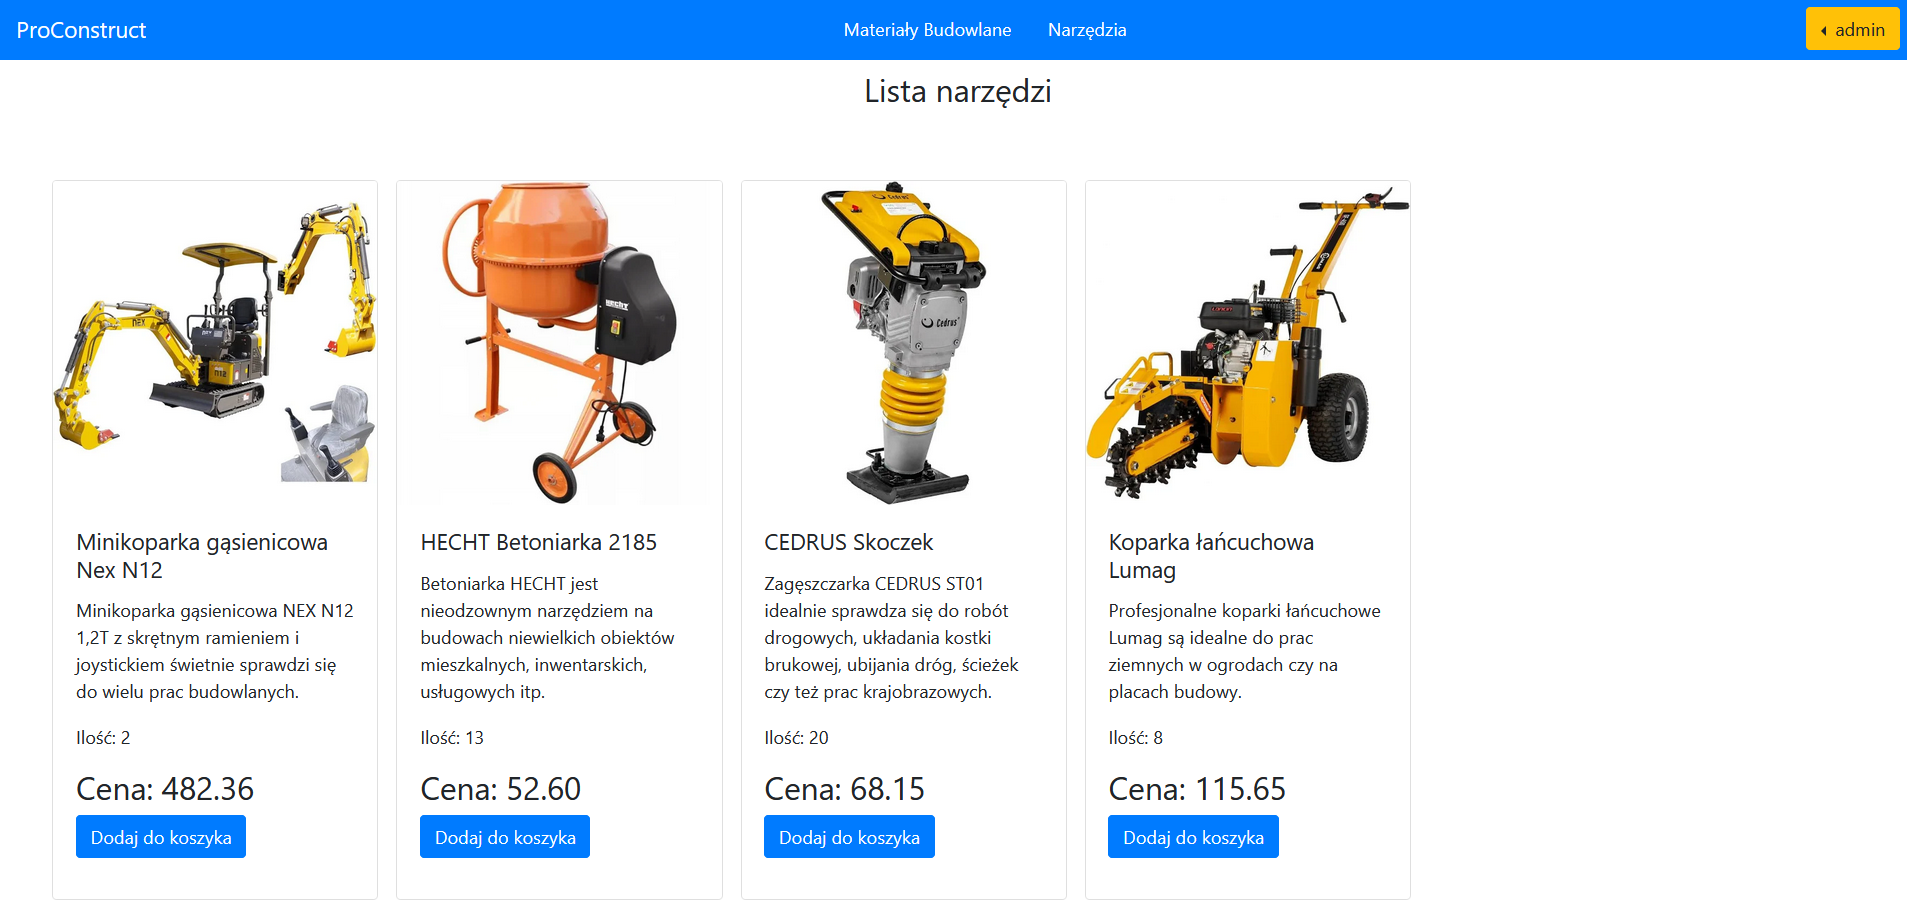 ProConstruct
Materiały Budowlane
Narzędzia
admin
Lista narzędzi
NEX
N12
HECHT
Cedrus
Cedrus
Minikoparka gąsienicowa
Nex N12
Minikoparka gąsienicowa NEX N12
1,2T z skrętnym ramieniem i
joystickiem świetnie sprawdzi się
do wielu prac budowlanych.
Ilość: 2
Cena: 482.36
Dodaj do koszyka
HECHT Betoniarka 2185
Betoniarka HECHT jest
nieodzownym narzędziem na
budowach niewielkich obiektów
mieszkalnych, inwentarskich,
usługowych itp.
Ilość: 13
Cena: 52.60
Dodaj do koszyka
CEDRUS Skoczek
Zagęszczarka CEDRUS ST01
idealnie sprawdza się do robót
drogowych, układania kostki
brukowej, ubijania dróg, ścieżek
czy też prac krajobrazowych.
Ilość: 20
Cena: 68.15
Dodaj do koszyka
Koparka łańcuchowa
Lumag
Profesjonalne koparki łańcuchowe
Lumag są idealne do prac
ziemnych w ogrodach czy na
placach budowy.
Ilość: 8
Cena: 115.65
Dodaj do koszyka